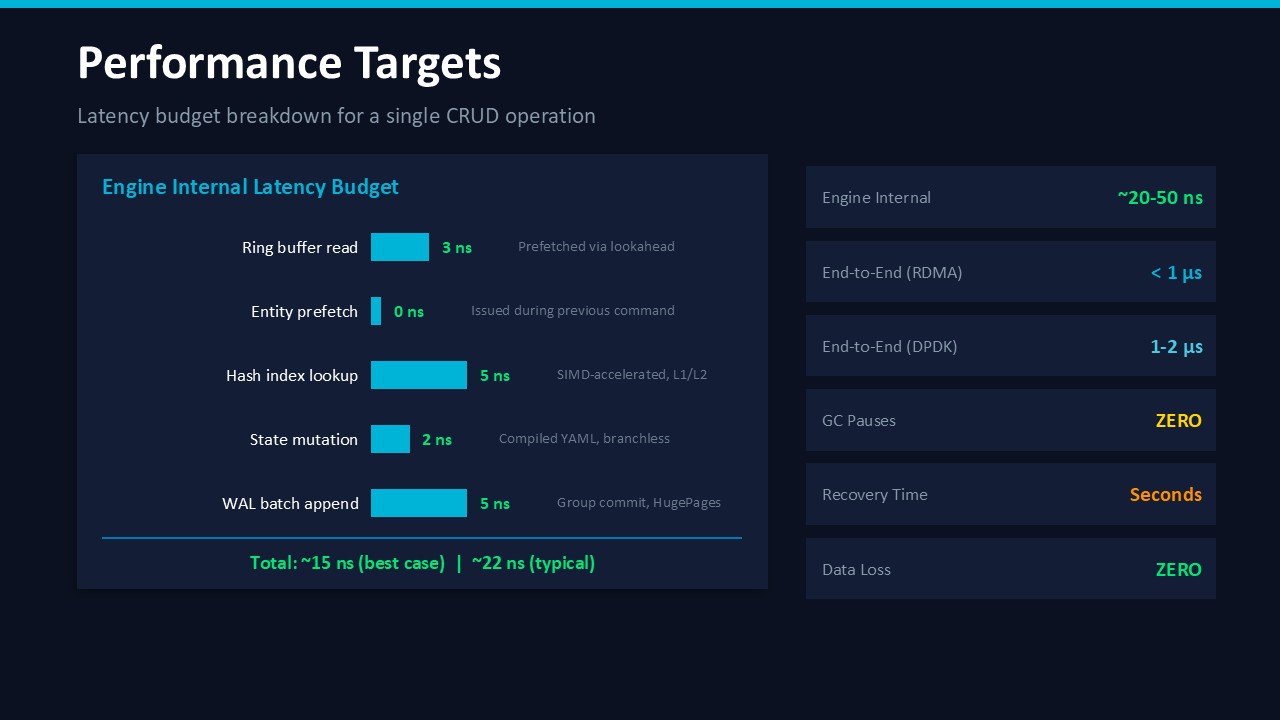 Performance Targets
Latency budget breakdown for a single CRUD operation
Engine Internal Latency Budget
Ring buffer read 3 ns Prefetched via lookahead
Entity prefetch 0 ns Issued during previous command
Hash index lookup 5 ns SIMD-accelerated, L1/L2
State mutation 2 ns Compiled YAML, branchless
WAL batch append 5 ns Group commit, HugePages
Total: ~15 ns (best case) | ~22 ns (typical)
Engine Internal ~20-50 ns
End-to-End (RDMA) < 1 µs
End-to-End (DPDK) 1-2 µs
GC Pauses ZERO
Recovery Time Seconds
Data Loss ZERO